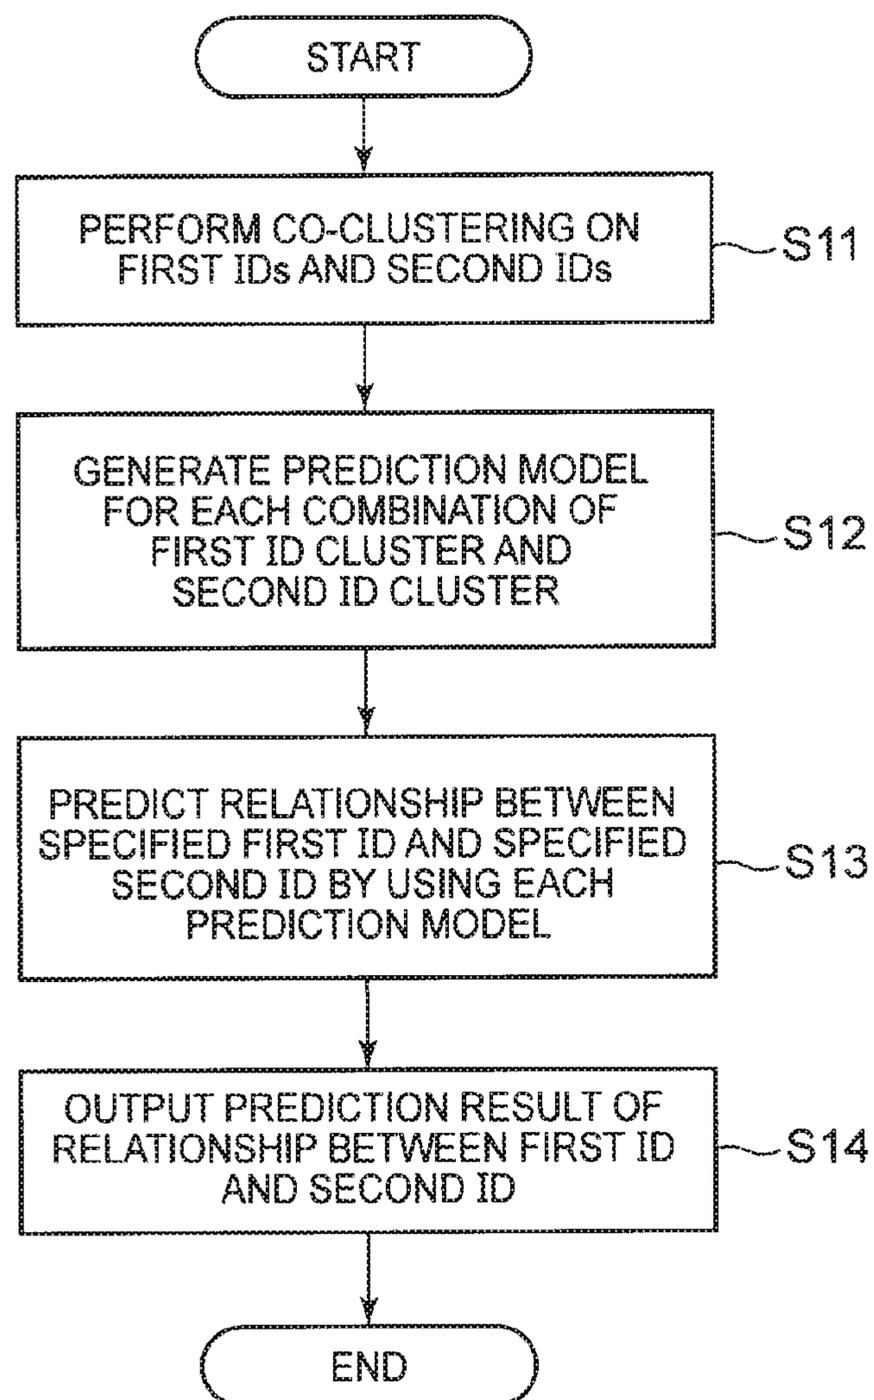 START
PERFORM CO-CLUSTERING ON
FIRST IDs AND SECOND IDs
S11
GENERATE PREDICTION MODEL
FOR EACH COMBINATION OF
FIRST ID CLUSTER AND
SECOND ID CLUSTER
S12
PREDICT RELATIONSHIP BETWEEN
SPECIFIED FIRST ID AND SPECIFIED
SECOND ID BY USING EACH
PREDICTION MODEL
S13
OUTPUT PREDICTION RESULT OF
RELATIONSHIP BETWEEN FIRST ID
AND SECOND ID
S14
END